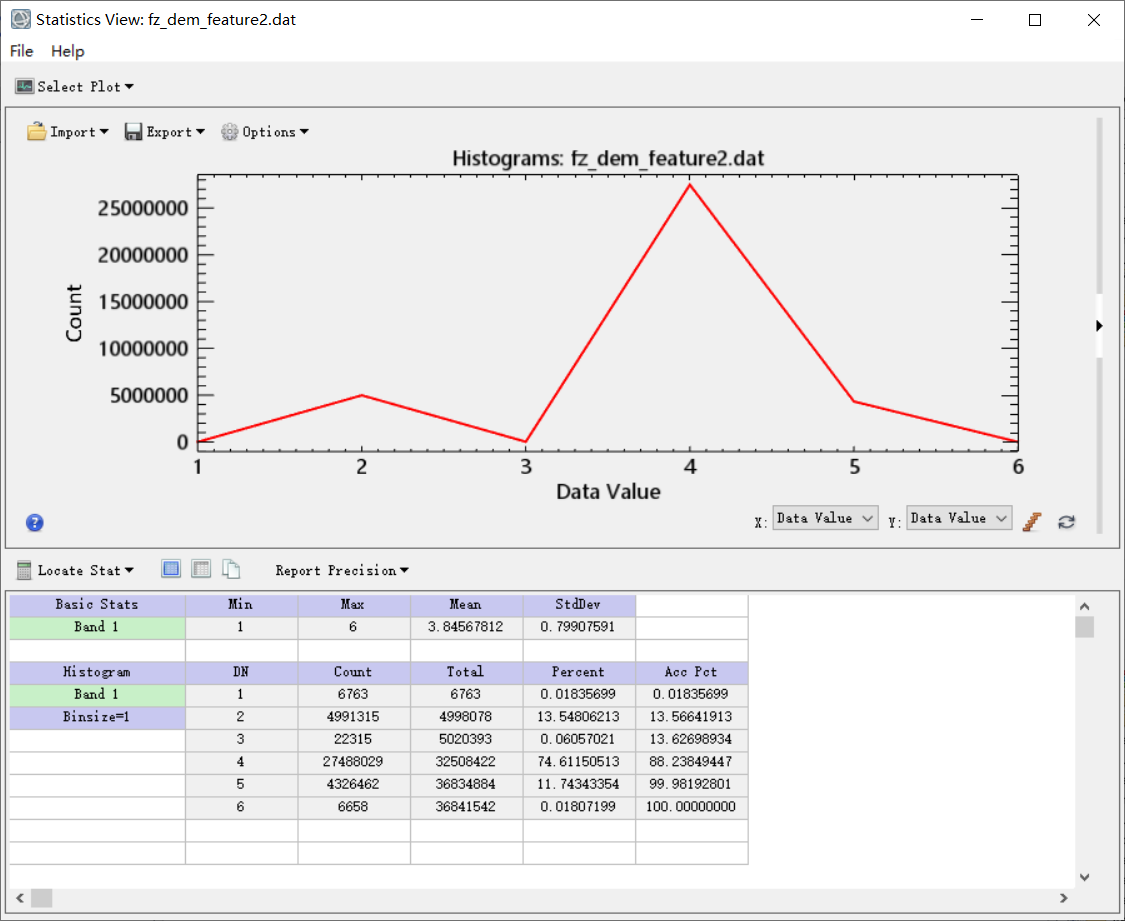 Statistics View: fz_dem_feature2.dat
File Help
Select Plot
Import Export Options
Histograms: fz_dem_feature2.dat
25000000
20000000
15000000
10000000
5000000
0
Count
1 2 3 4 5 6
Data Value
X: Data Value Y: Data Value
Locate Stat Report Precision
Basic Stats Min Max Mean StdDev
Band 1 1 6 3.84567812 0.79907591
Histogram DN Count Total Percent Acc Pct
Band 1 1 6763 6763 0.01835699 0.01835699
Binsize=1 2 4991315 4998078 13.54806213 13.56641913
3 22315 5020393 0.06057021 13.62698934
4 27488029 32508422 74.61150513 88.23849447
5 4326462 36834884 11.74343354 99.98192801
6 6658 36841542 0.01807199 100.00000000